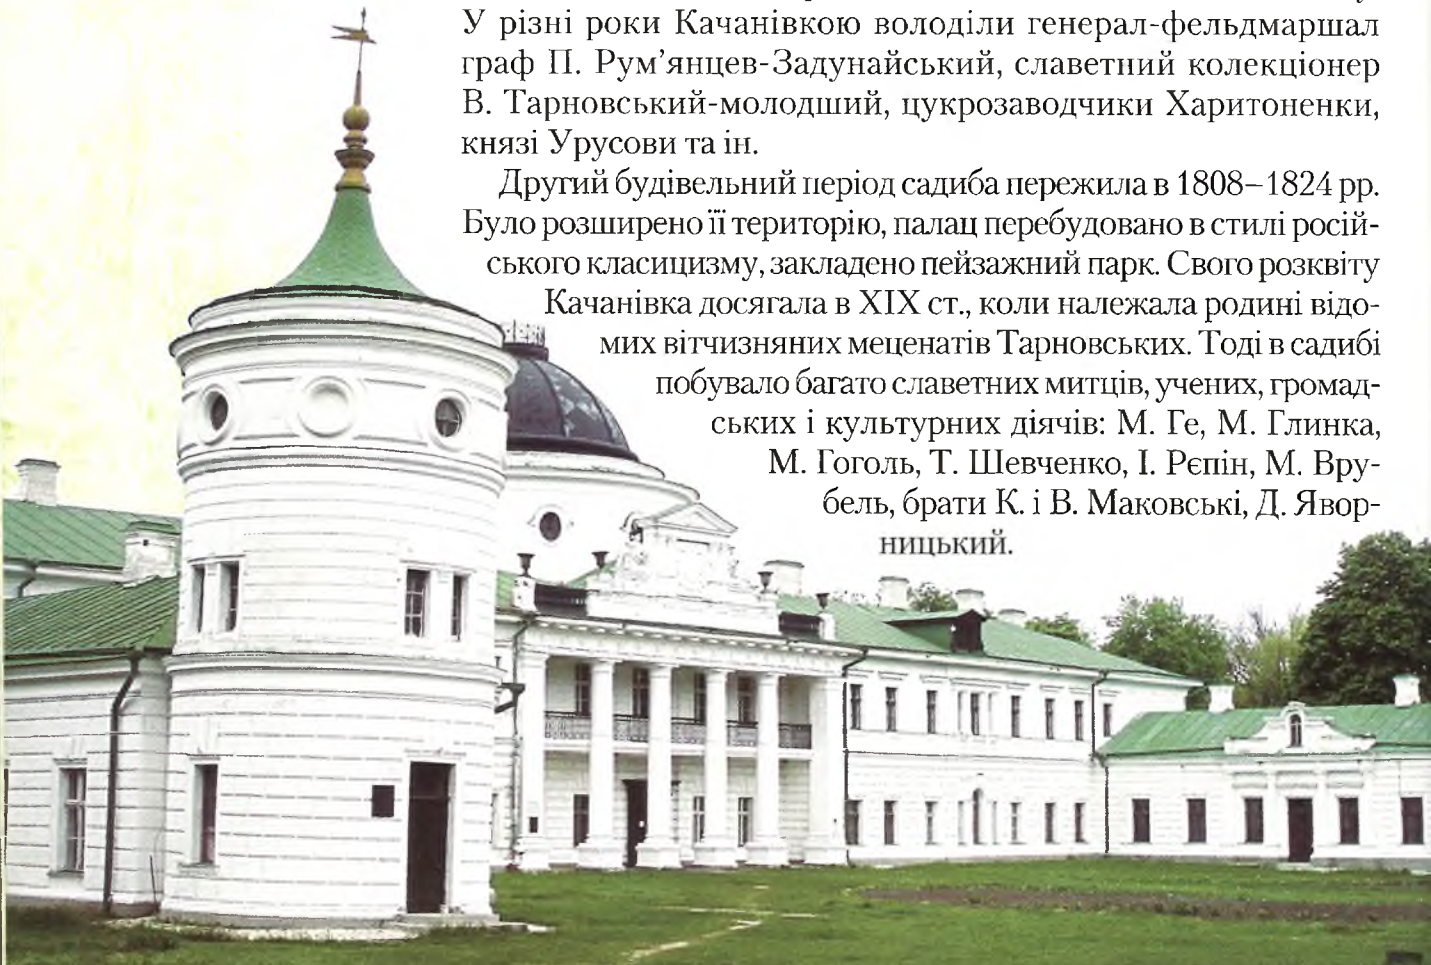 У різні роки Качанівкою володіли генерал-фельдмаршал
граф П. Рум’янцев-Задунайський, славетний колекціонер
В. Тарновський-молодший, цукрозаводчики Харитоненки,
князі Урусови та ін.
Другий будівельний період садиба пережила в 1808–1824 рр.
Було розширено її територію, палац перебудовано в стилі росій-
ського класицизму, закладено пейзажний парк. Свого розквіту
Качанівка досягала в XIX ст., коли належала родині відо-
мих вітчизняних меценатів Тарновських. Тоді в садибі
побувало багато славетних митців, учених, громад-
ських і культурних діячів: М. Ге, М. Глинка,
М. Гоголь, Т. Шевченко, І. Рєпін, М. Вру-
бель, брати К. і В. Маковські, Д. Явор-
ницький.